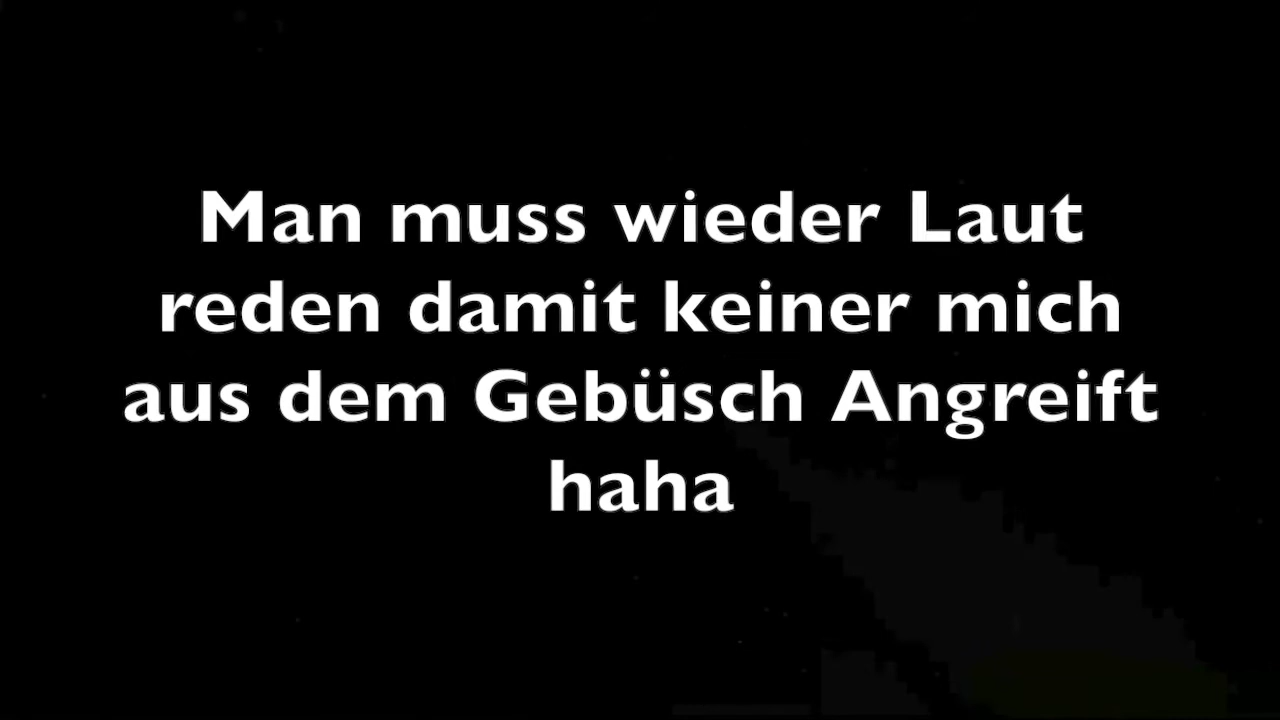 Man muss wieder Laut
reden damit keiner mich
aus dem Gebüsch Angreift
haha